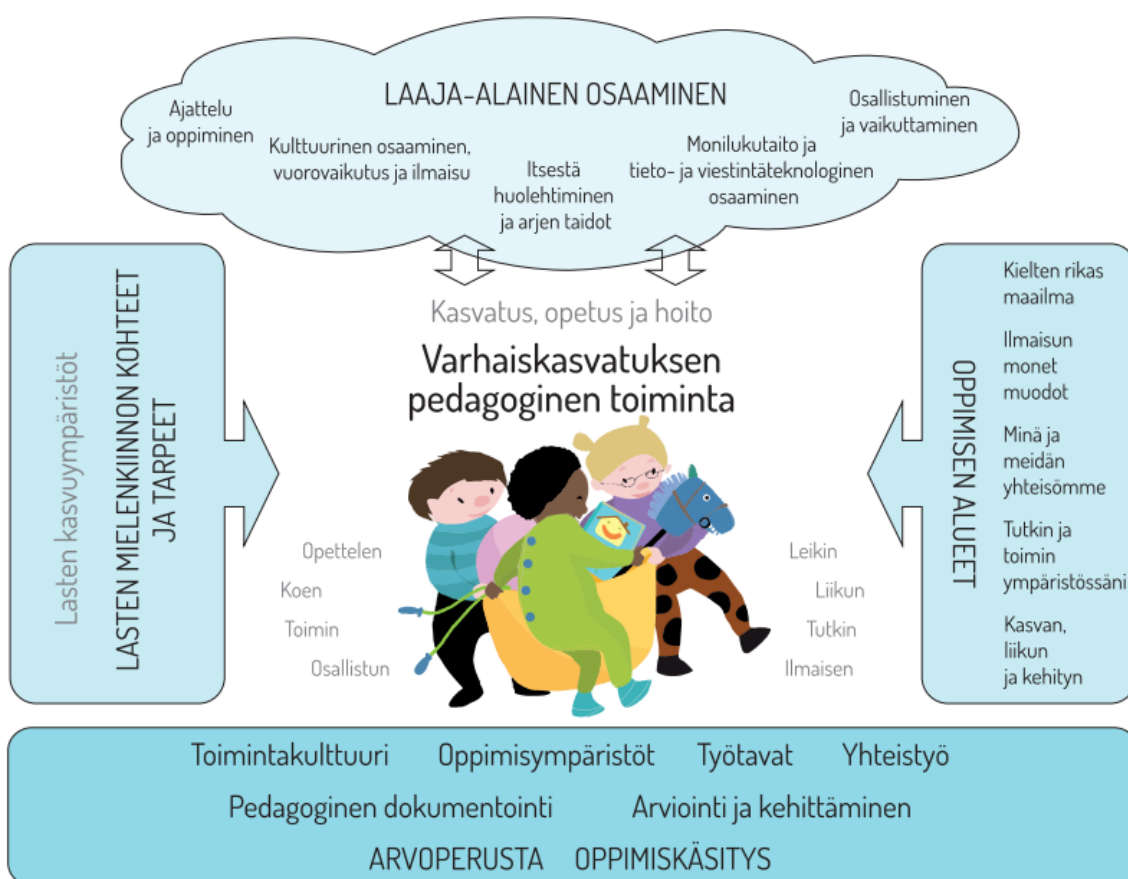 LAAJA-ALAINEN OSAAMINEN
Ajattelu
ja oppiminen
Kulttuurinen osaaminen,
vuorovaikutus ja ilmaisu
Itsestä
huolehtiminen
ja arjen taidot
Monilukutaito ja
tieto- ja viestintäteknologinen
osaaminen
Osallistuminen
ja vaikuttaminen
Lasten kasvuympäristöt
LASTEN MIELENKIINNON KOHTEET
JA TARPEET
Kasvatus, opetus ja hoito
Varhaiskasvatuksen
pedagoginen toiminta
Opettelen
Koen
Toimin
Osallistun
Leikin
Liikun
Tutkin
Ilmaisen
OPPIMISEN ALUEET
Kielten rikas
maailma
Ilmaisun
monet
muodot
Minä ja
meidän
yhteisömme
Tutkin ja
toimin
ympäristössäni
Kasvan,
liikun
ja kehityn
Toimintakulttuuri Oppimisympäristöt Työtavat Yhteistyö
Pedagoginen dokumentointi Arviointi ja kehittäminen
ARVOPERUSTA OPPIMISKÄSITYS